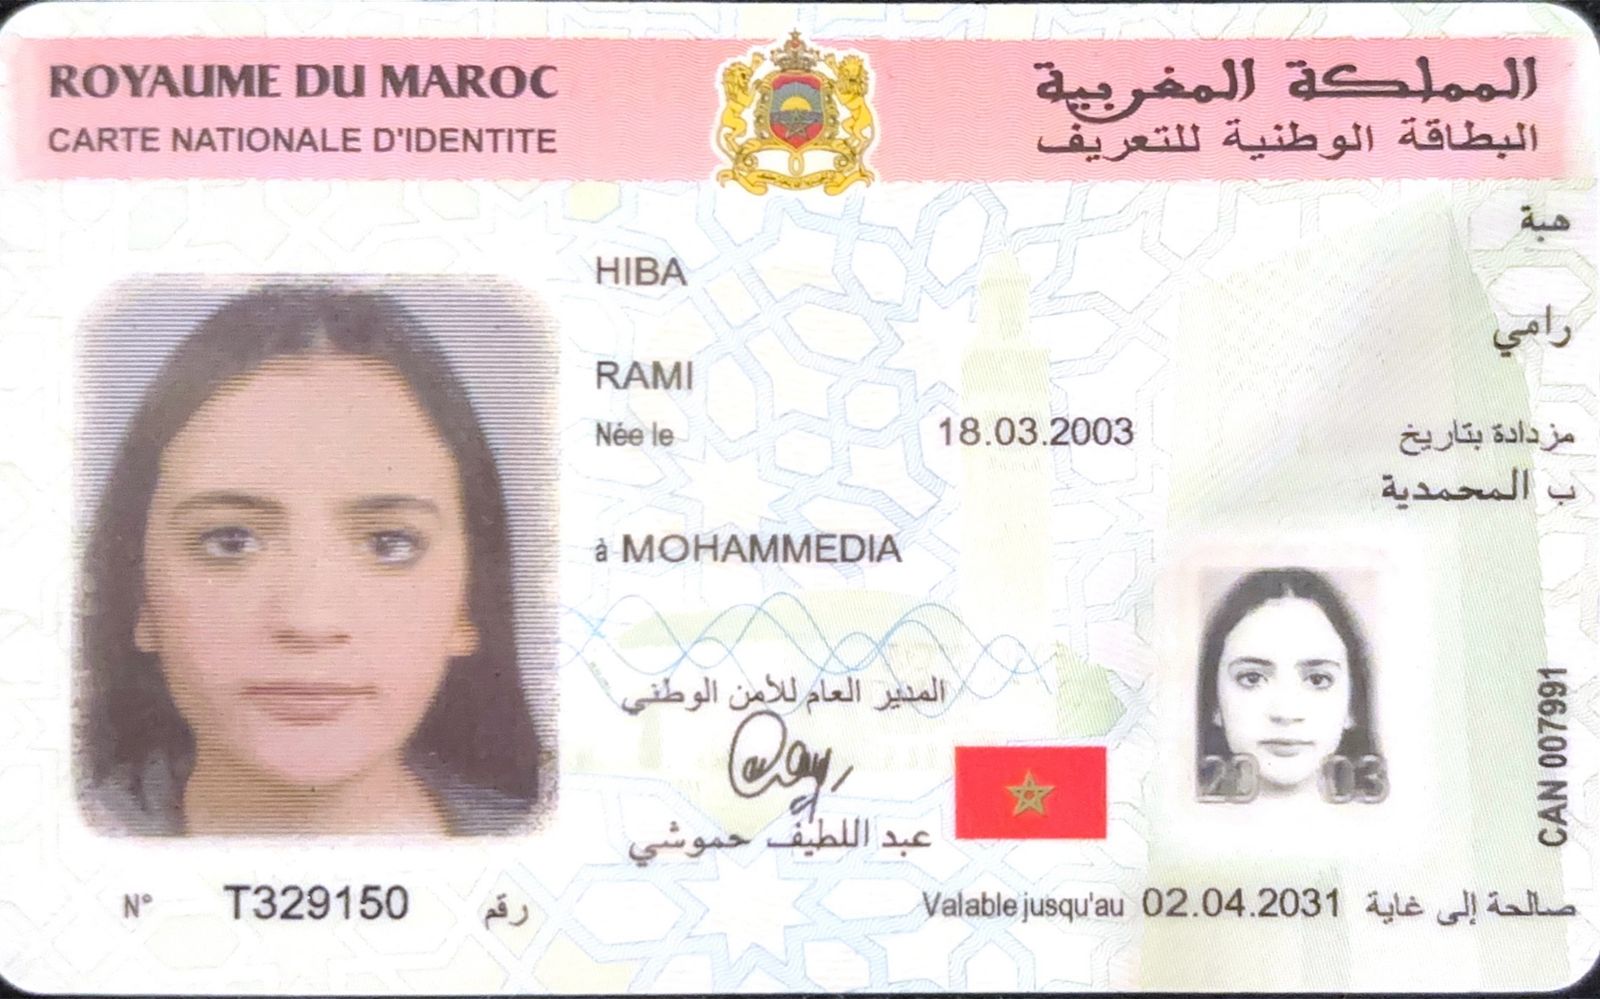 ROYAUME DU MAROC
المملكة المغربية
CARTE NATIONALE D'IDENTITE
البطاقة الوطنية للتعريف
هبة
HIBA
رامي
RAMI
Née le 18.03.2003 مزدادة بتاريخ
ب المحمدية
à MOHAMMEDIA
المدير العام للأمن الوطني
عبد اللطيف حموشي
20 03
CAN 007991
N° T329150 رقم
Valable jusqu'au 02.04.2031 صالحة إلى غاية